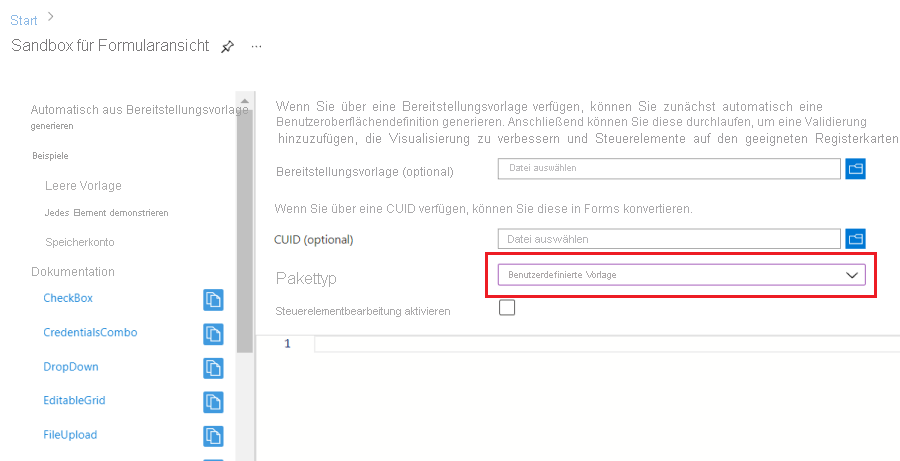 Start
Sandbox für Formularansicht ...
Automatisch aus Bereitstellungsvorlage
generieren
Beispiele
Leere Vorlage
Jedes Element demonstrieren
Speicherkonto
Dokumentation
CheckBox
CredentialsCombo
DropDown
EditableGrid
FileUpload
Wenn Sie über eine Bereitstellungsvorlage verfügen, können Sie zunächst automatisch eine
Benutzeroberflächendefinition generieren. Anschließend können Sie diese durchlaufen, um eine Validierung
hinzuzufügen, die Visualisierung zu verbessern und Steuerelemente auf den geeigneten Registerkarten
Bereitstellungsvorlage (optional) Datei auswählen
Wenn Sie über eine CUID verfügen, können Sie diese in Forms konvertieren.
CUID (optional) Datei auswählen
Pakettyp Benutzerdefinierte Vorlage
Steuerelementbearbeitung aktivieren
1